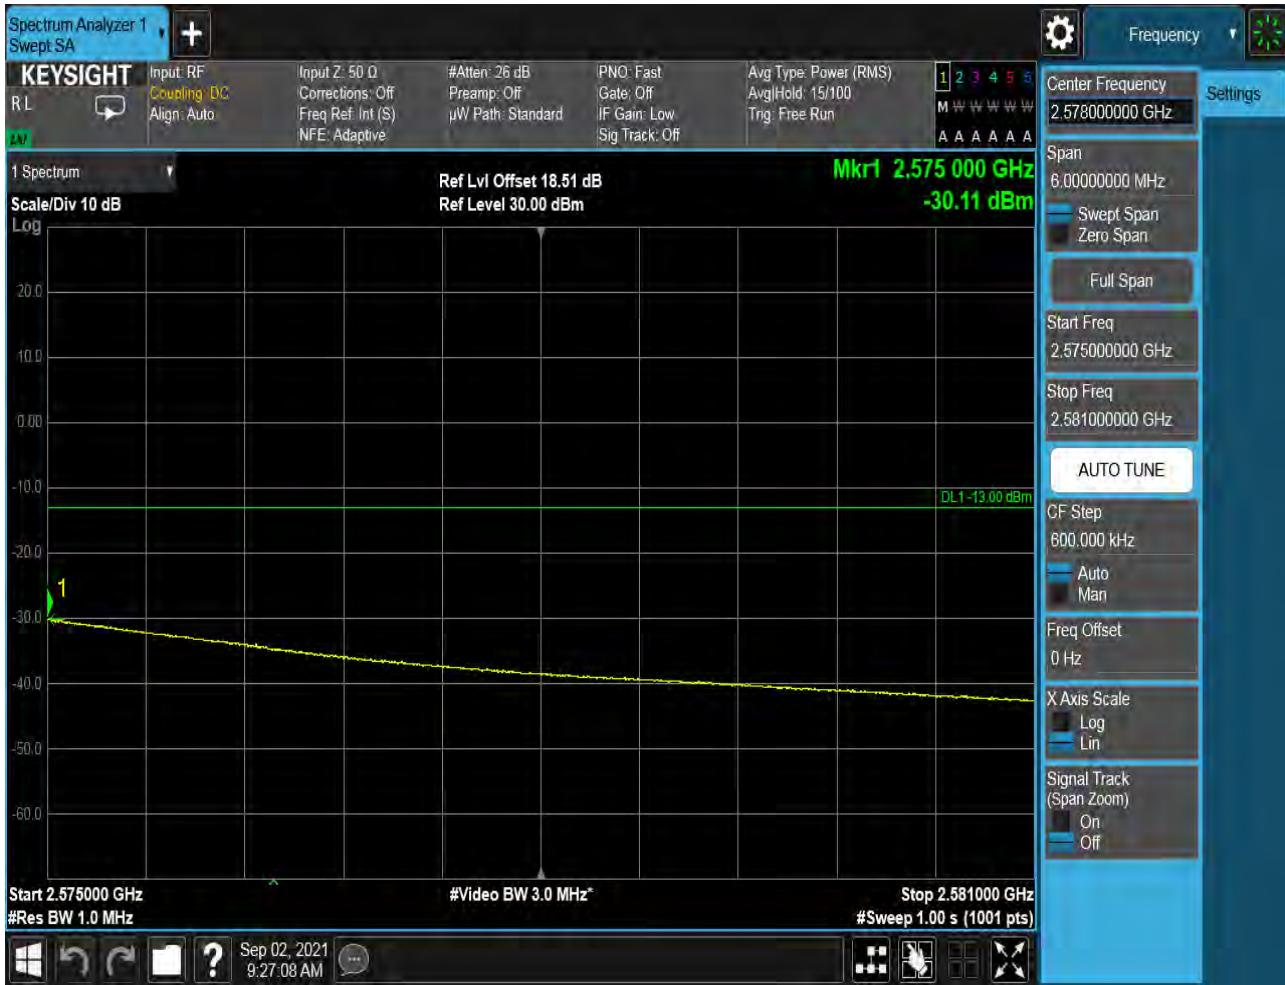 Spectrum Analyzer 1
Swept SA
+
Frequency
KEYSIGHT
R L
LNI
Input: RF
Coupling: DC
Align: Auto
Input Z: 50 Ω
Corrections: Off
Freq Ref: Int (S)
NFE: Adaptive
#Atten: 26 dB
Preamp: Off
µW Path: Standard
PNO: Fast
Gate: Off
IF Gain: Low
Sig Track: Off
Avg Type: Power (RMS)
Avg|Hold: 15/100
Trig: Free Run
1 2 3 4 5 6
M W W W W W
A A A A A A
1 Spectrum
Scale/Div 10 dB
Ref Lvl Offset 18.51 dB
Ref Level 30.00 dBm
Mkr1 2.575 000 GHz
-30.11 dBm
Log
20.0
10.0
0.00
-10.0
DL1 -13.00 dBm
-20.0
1
-30.0
-40.0
-50.0
-60.0
Start 2.575000 GHz
#Res BW 1.0 MHz
#Video BW 3.0 MHz*
Stop 2.581000 GHz
#Sweep 1.00 s (1001 pts)
Sep 02, 2021
9:27:08 AM
?
Center Frequency
2.578000000 GHz
Settings
Span
6.00000000 MHz
Swept Span
Zero Span
Full Span
Start Freq
2.575000000 GHz
Stop Freq
2.581000000 GHz
AUTO TUNE
CF Step
600.000 kHz
Auto
Man
Freq Offset
0 Hz
X Axis Scale
Log
Lin
Signal Track
(Span Zoom)
On
Off